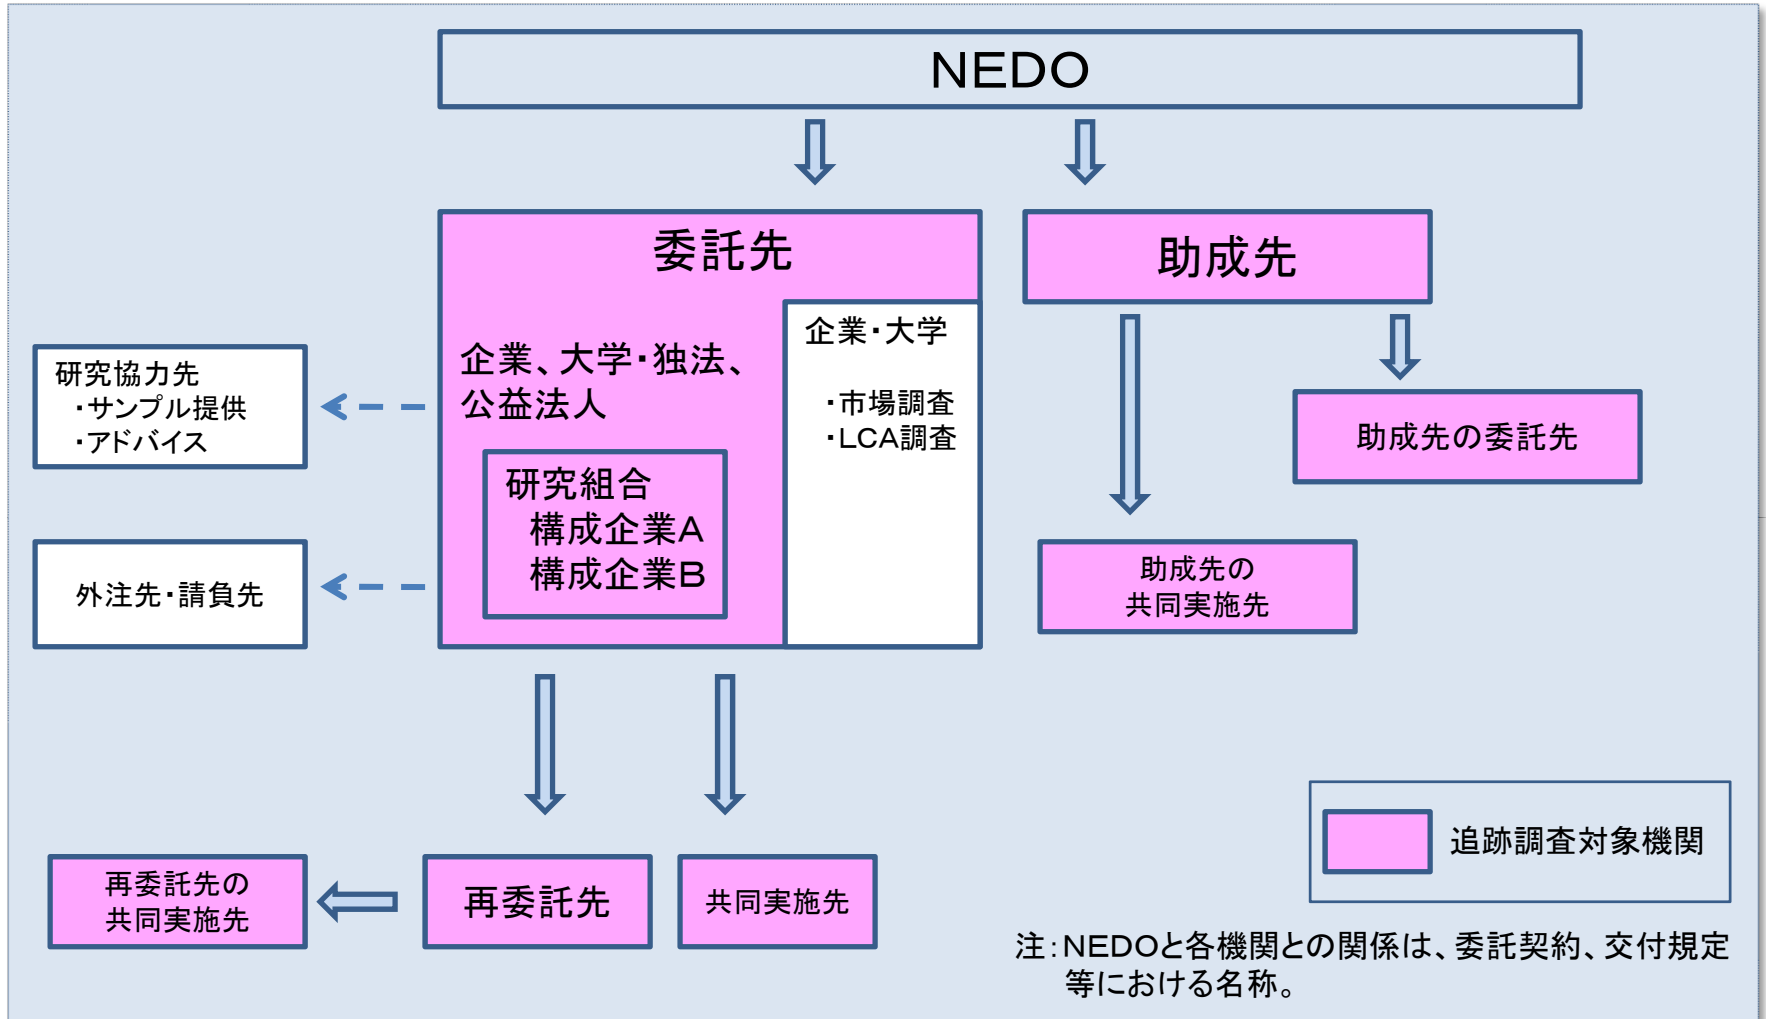 NEDO
委託先
企業、大学・独法、
公益法人
研究組合
構成企業A
構成企業B
企業・大学
・市場調査
・LCA調査
助成先
助成先の委託先
助成先の
共同実施先
研究協力先
・サンプル提供
・アドバイス
外注先・請負先
再委託先の
共同実施先
再委託先
共同実施先
追跡調査対象機関
注:NEDOと各機関との関係は、委託契約、交付規定
等における名称。